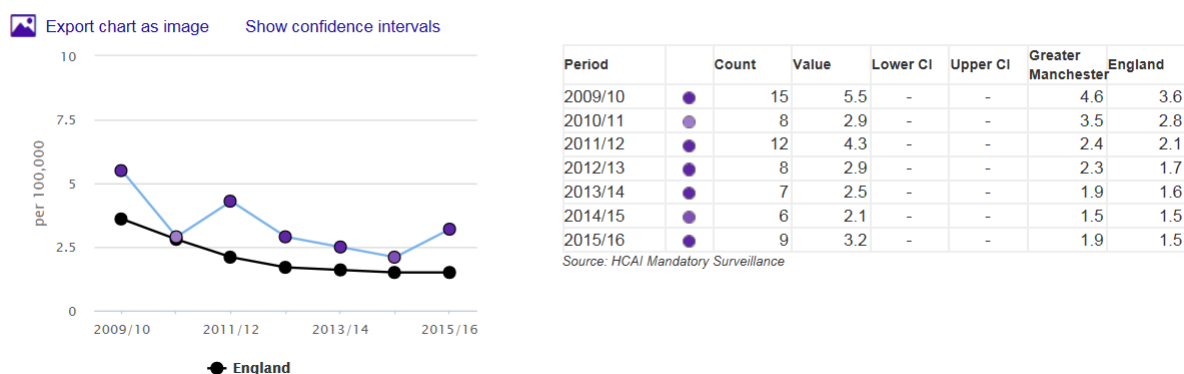 Export chart as image Show confidence intervals
10
7.5
5
2.5
0
per 100,000
2009/10 2011/12 2013/14 2015/16
England
Period Count Value Lower CI Upper CI Greater Manchester England
2009/10 15 5.5 - - 4.6 3.6
2010/11 8 2.9 - - 3.5 2.8
2011/12 12 4.3 - - 2.4 2.1
2012/13 8 2.9 - - 2.3 1.7
2013/14 7 2.5 - - 1.9 1.6
2014/15 6 2.1 - - 1.5 1.5
2015/16 9 3.2 - - 1.9 1.5
Source: HCAI Mandatory Surveillance